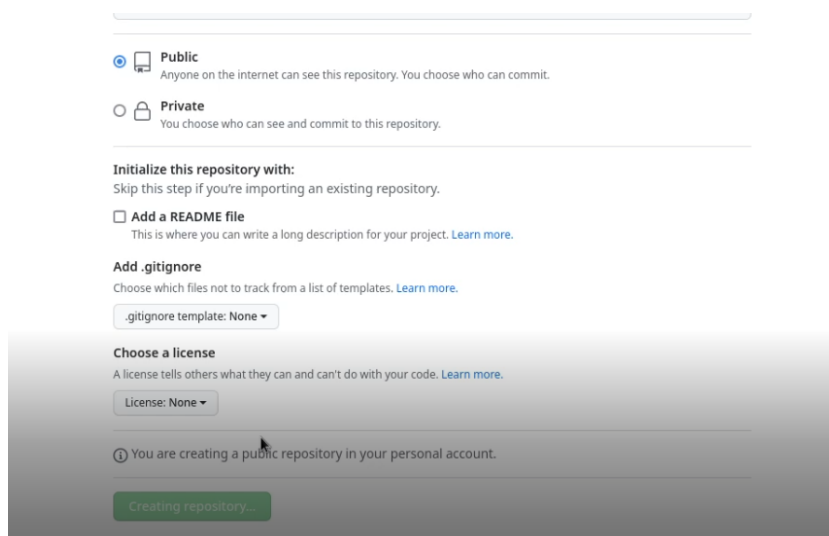 Public
Anyone on the internet can see this repository. You choose who can commit.
Private
You choose who can see and commit to this repository.
Initialize this repository with:
Skip this step if you're importing an existing repository.
Add a README file
This is where you can write a long description for your project. Learn more.
Add .gitignore
Choose which files not to track from a list of templates. Learn more.
.gitignore template: None
Choose a license
A license tells others what they can and can't do with your code. Learn more.
License: None
You are creating a public repository in your personal account.
Creating repository...